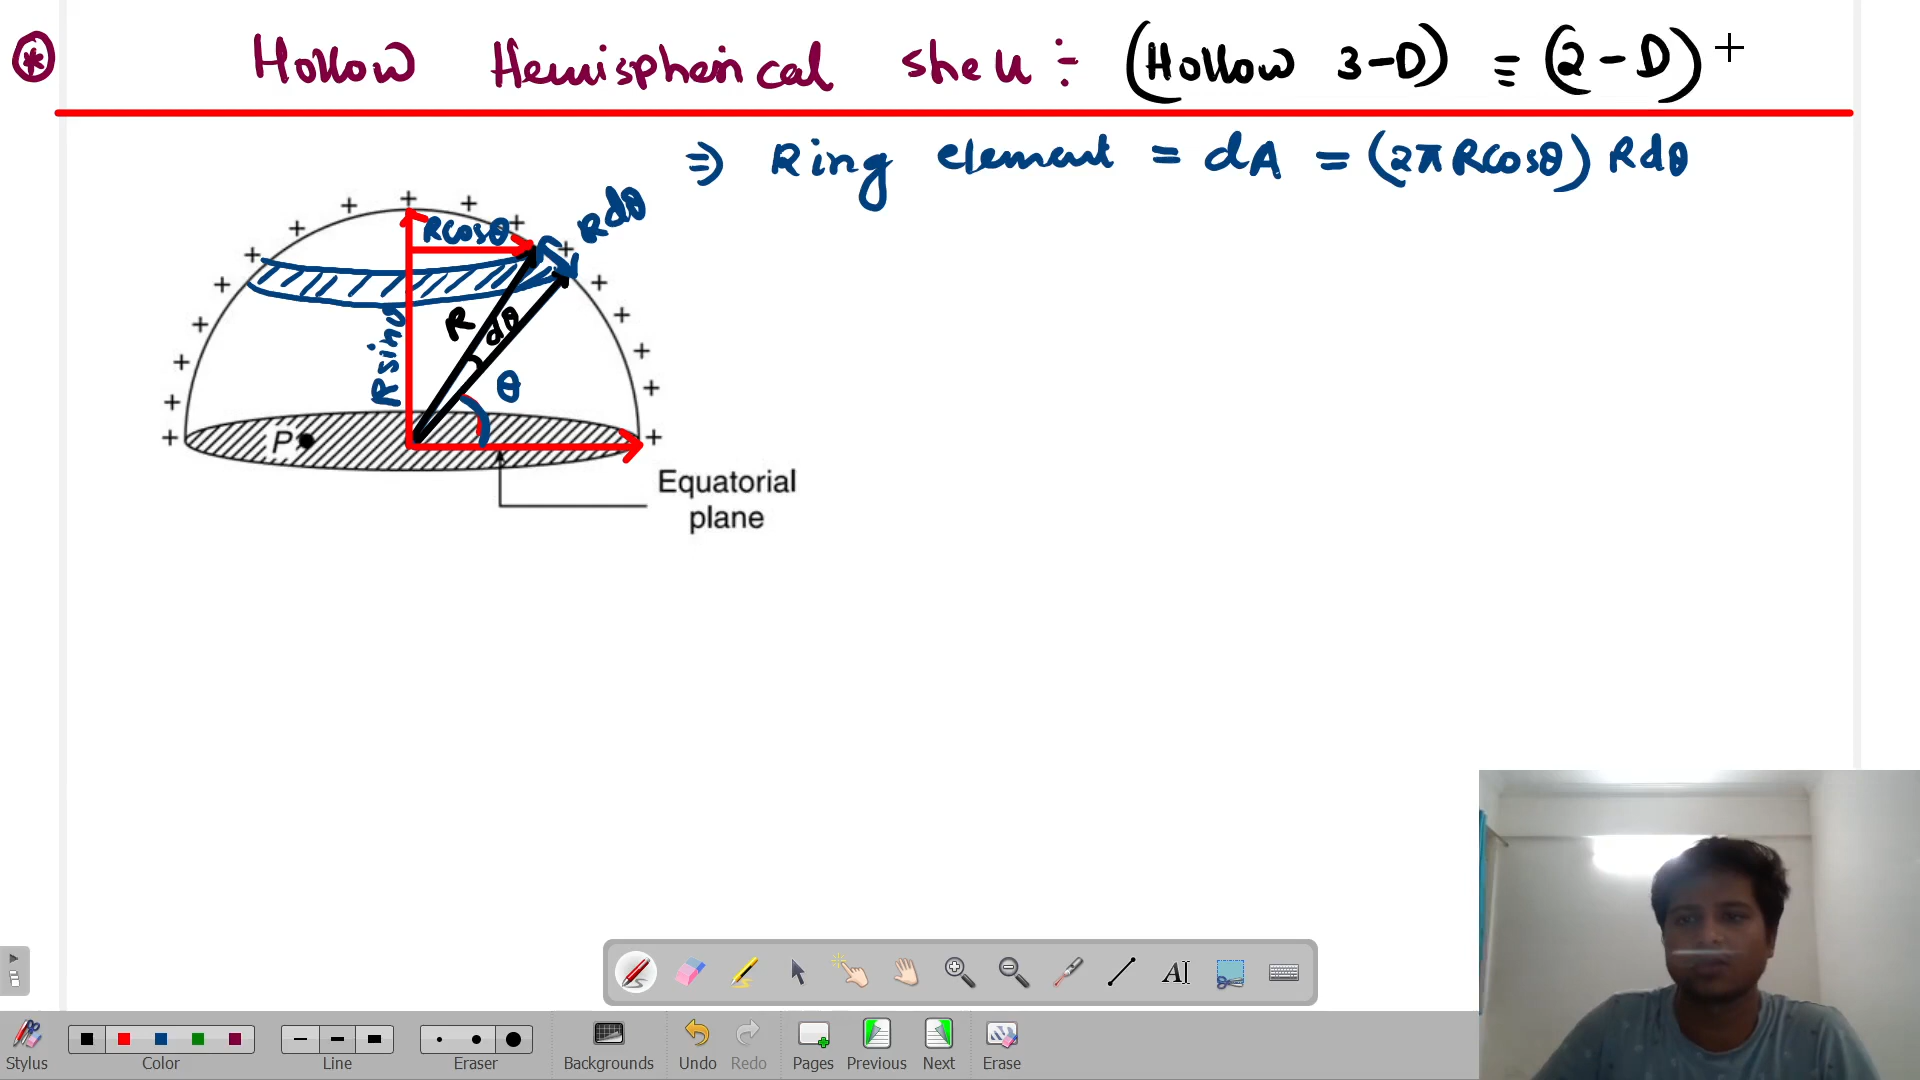 * Hollow Hemispherical shell :- (Hollow 3-D) ≡ (2-D)
⇒ Ring element = dA = (2πRcosθ) Rdθ
Rdθ
Rcosθ
R
dθ
Rsinθ
θ
P
Equatorial
plane
Stylus
Color
Line
Eraser
Backgrounds
Undo
Redo
Pages
Previous
Next
Erase